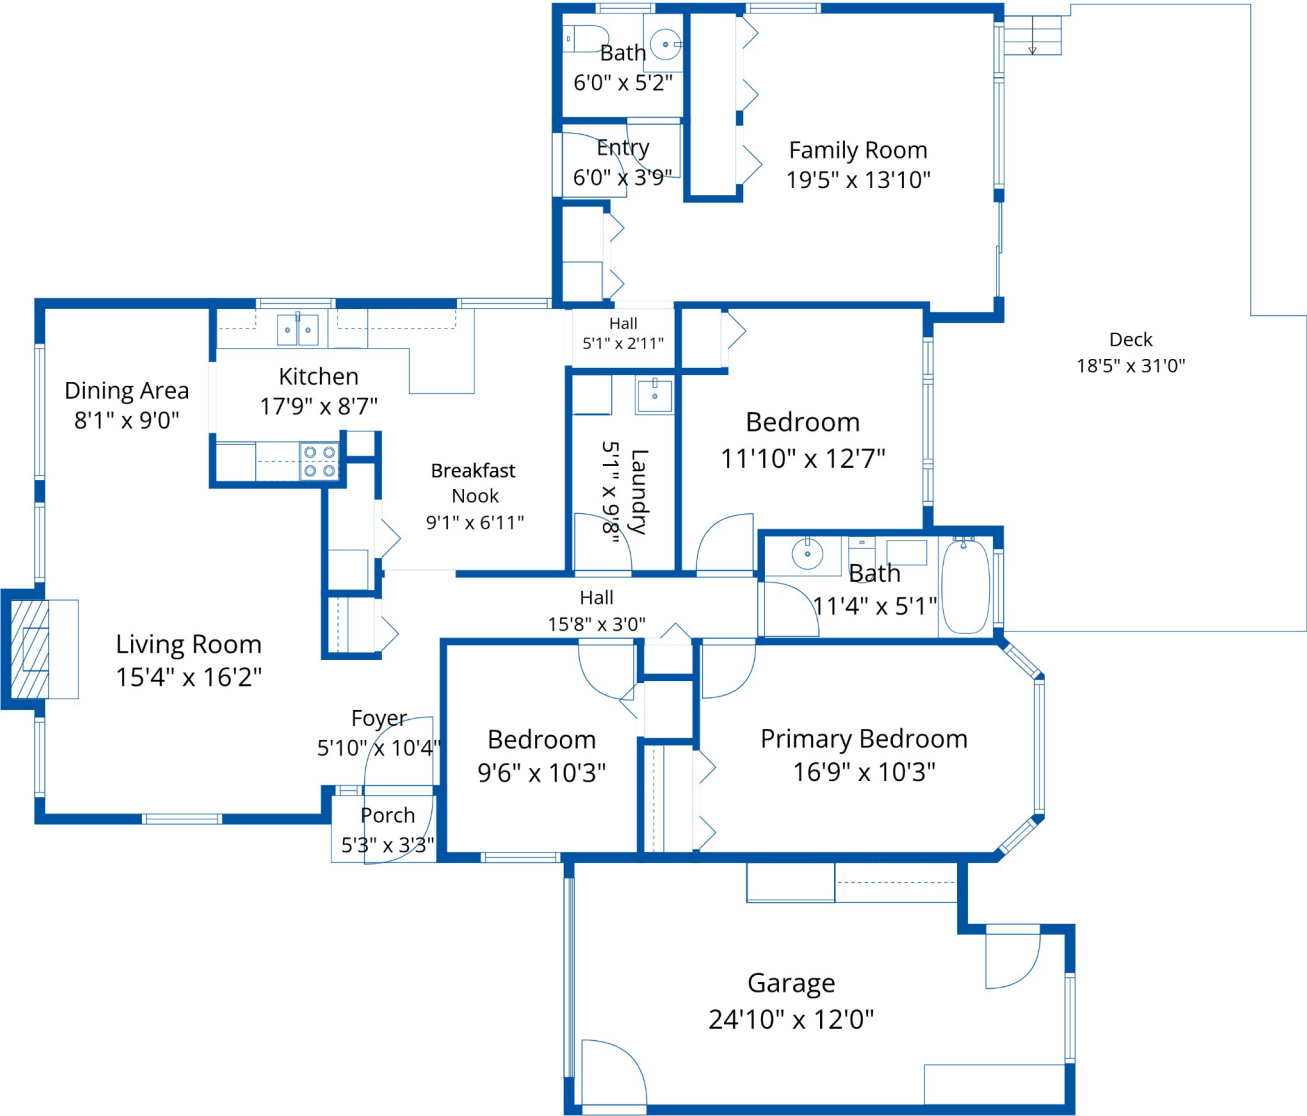 Bath
6'0" x 5'2"
Entry
6'0" x 3'9"
Family Room
19'5" x 13'10"
Hall
5'1" x 2'11"
Deck
18'5" x 31'0"
Dining Area
8'1" x 9'0"
Kitchen
17'9" x 8'7"
Breakfast
Nook
9'1" x 6'11"
Laundry
5'1" x 9'8"
Bedroom
11'10" x 12'7"
Bath
11'4" x 5'1"
Hall
15'8" x 3'0"
Living Room
15'4" x 16'2"
Foyer
5'10" x 10'4"
Bedroom
9'6" x 10'3"
Primary Bedroom
16'9" x 10'3"
Porch
5'3" x 3'3"
Garage
24'10" x 12'0"